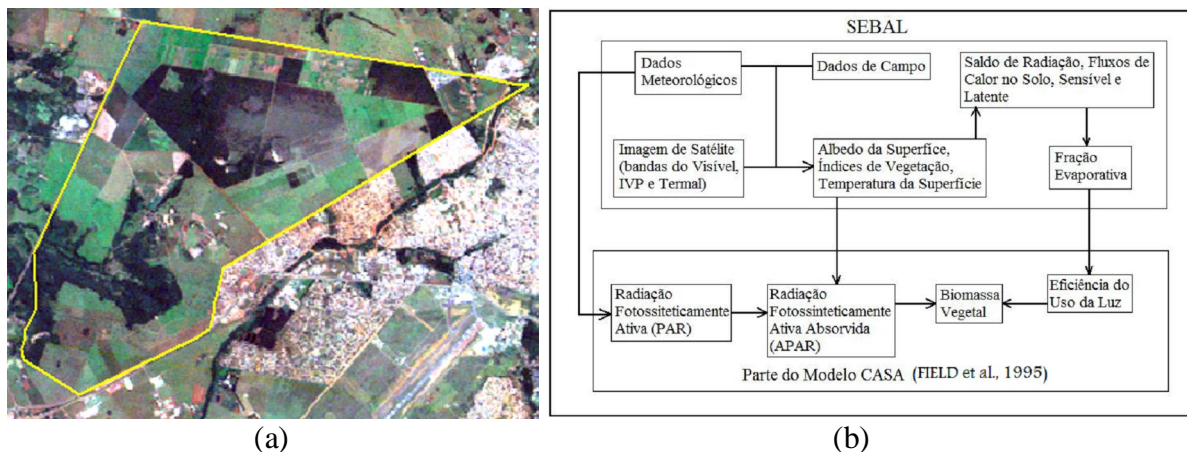 SEBAL
Dados
Meteorológicos
Dados de Campo
Saldo de Radiação, Fluxos de
Calor no Solo, Sensível e
Latente
Imagem de Satélite
(bandas do Visível,
IVP e Termal)
Albedo da Superfíce,
Índices de Vegetação,
Temperatura da Superfície
Fração
Evaporativa
Radiação
Fotossiteticamente
Ativa (PAR)
Radiação
Fotossinteticamente
Ativa Absorvida
(APAR)
Biomassa
Vegetal
Eficiência do
Uso da Luz
Parte do Modelo CASA (FIELD et al., 1995)
(a)
(b)